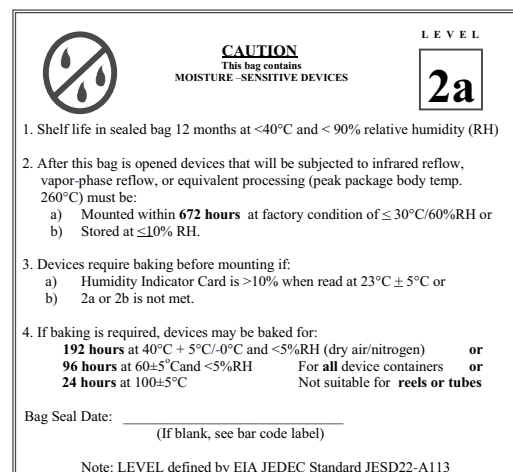 LEVEL
CAUTION
This bag contains
MOISTURE –SENSITIVE DEVICES
2a
1. Shelf life in sealed bag 12 months at <40°C and < 90% relative humidity (RH)
2. After this bag is opened devices that will be subjected to infrared reflow,
vapor-phase reflow, or equivalent processing (peak package body temp.
260°C) must be:
a) Mounted within 672 hours at factory condition of ≤ 30°C/60%RH or
b) Stored at ≤10% RH.
3. Devices require baking before mounting if:
a) Humidity Indicator Card is >10% when read at 23°C ± 5°C or
b) 2a or 2b is not met.
4. If baking is required, devices may be baked for:
192 hours at 40°C + 5°C/-0°C and <5%RH (dry air/nitrogen) or
96 hours at 60±5°Cand <5%RH For all device containers or
24 hours at 100±5°C Not suitable for reels or tubes
Bag Seal Date: ______________________________
(If blank, see bar code label)
Note: LEVEL defined by EIA JEDEC Standard JESD22-A113